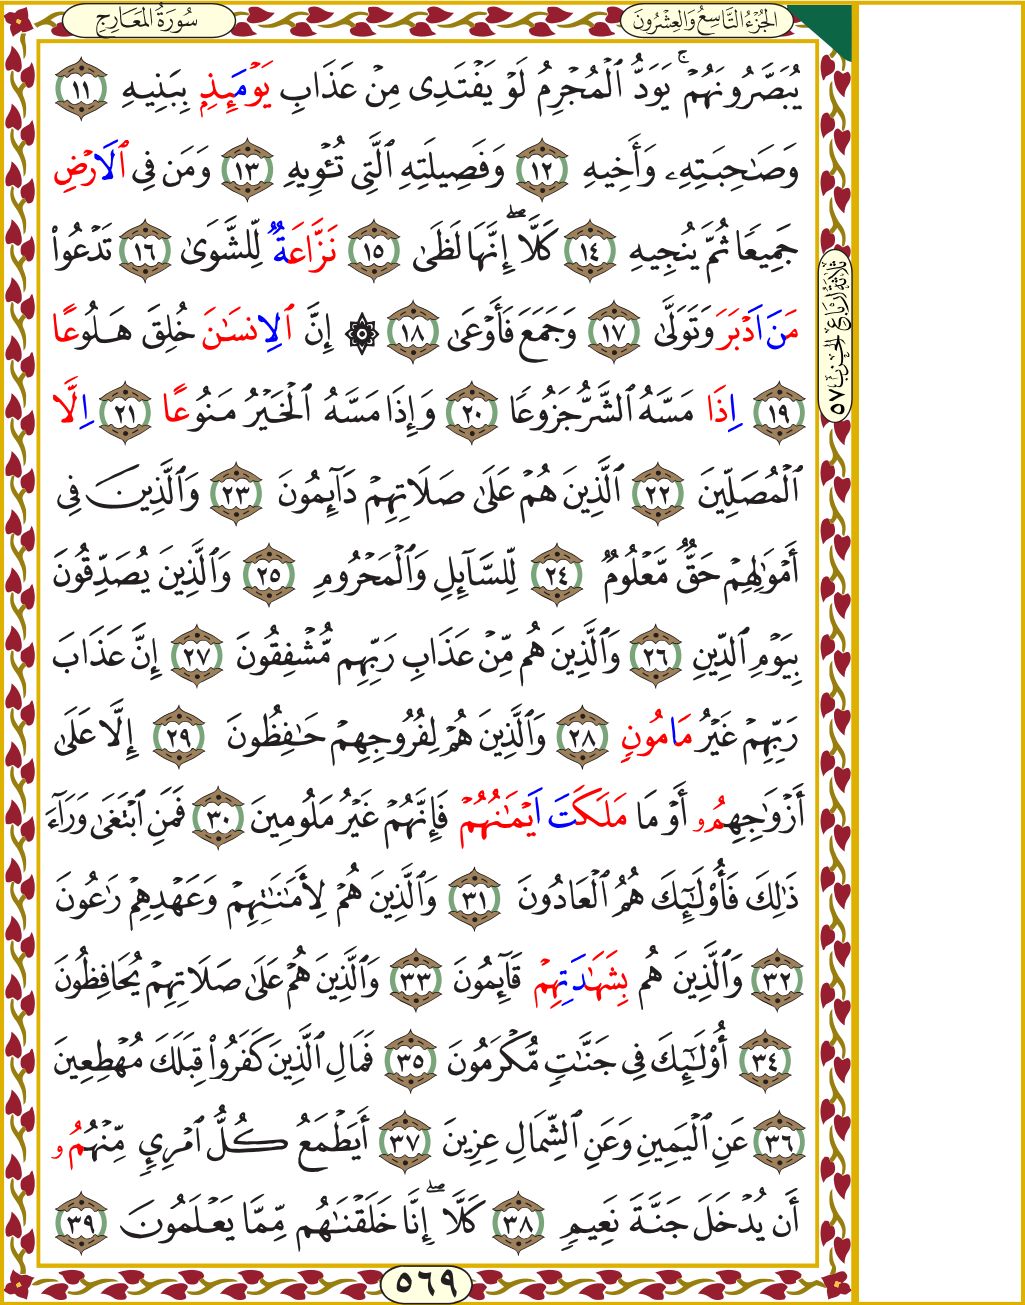 الجُزْءُ التَّاسِعُ وَالعِشْرُونَ
سُورَةُ المَعَارِجِ
يُبَصَّرُونَهُمْۚ يَوَدُّ ٱلْمُجْرِمُ لَوْ يَفْتَدِى مِنْ عَذَابِ يَوْمَئِذِۭ بِبَنِيهِ ١١
وَصَـٰحِبَتِهِۦ وَأَخِيهِ ١٢ وَفَصِيلَتِهِ ٱلَّتِى تُـْٔوِيهِ ١٣ وَمَن فِى ٱلَارْضِ
جَمِيعًا ثُمَّ يُنجِيهِ ١٤ كَلَّآۖ إِنَّهَا لَظَىٰ ١٥ نَزَّاعَةٌ لِّلشَّوَىٰ ١٦ تَدْعُوا۟
مَنَ اَدْبَرَ وَتَوَلَّىٰ ١٧ وَجَمَعَ فَأَوْعَىٰٓ ١٨ ۞ إِنَّ ٱلِانسَـٰنَ خُلِقَ هَلُوعًا
١٩ اِذَا مَسَّهُ ٱلشَّرُّ جَزُوعًا ٢٠ وَإِذَا مَسَّهُ ٱلْخَيْرُ مَنُوعًا ٢١ اِلَّا
ٱلْمُصَلِّينَ ٢٢ ٱلَّذِينَ هُمْ عَلَىٰ صَلَاتِهِمْ دَآئِمُونَ ٢٣ وَٱلَّذِينَ فِىٓ
أَمْوَٰلِهِمْ حَقٌّ مَّعْلُومٌ ٢٤ لِّلسَّآئِلِ وَٱلْمَحْرُومِ ٢٥ وَٱلَّذِينَ يُصَدِّقُونَ
بِيَوْمِ ٱلدِّينِ ٢٦ وَٱلَّذِينَ هُم مِّنْ عَذَابِ رَبِّهِم مُّشْفِقُونَ ٢٧ إِنَّ عَذَابَ
رَبِّهِمْ غَيْرُ مَامُونٍ ٢٨ وَٱلَّذِينَ هُمْ لِفُرُوجِهِمْ حَـٰفِظُونَ ٢٩ إِلَّا عَلَىٰٓ
أَزْوَٰجِهِمُۥٓ أَوْ مَا مَلَكَتَ اَيْمَـٰنُهُمْ فَإِنَّهُمْ غَيْرُ مَلُومِينَ ٣٠ فَمَنِ ٱبْتَغَىٰ وَرَآءَ
ذَٰلِكَ فَأُو۟لَـٰٓئِكَ هُمُ ٱلْعَادُونَ ٣١ وَٱلَّذِينَ هُمْ لِأَمَـٰنَـٰتِهِمْ وَعَهْدِهِمْ رَٰعُونَ
٣٢ وَٱلَّذِينَ هُم بِشَهَـٰدَتِهِمْ قَآئِمُونَ ٣٣ وَٱلَّذِينَ هُمْ عَلَىٰ صَلَاتِهِمْ يُحَافِظُونَ
٣٤ أُو۟لَـٰٓئِكَ فِى جَنَّـٰتٍ مُّكْرَمُونَ ٣٥ فَمَالِ ٱلَّذِينَ كَفَرُوا۟ قِبَلَكَ مُهْطِعِينَ
٣٦ عَنِ ٱلْيَمِينِ وَعَنِ ٱلشِّمَالِ عِزِينَ ٣٧ أَيَطْمَعُ كُلُّ ٱمْرِئٍ مِّنْهُمُۥٓ
أَن يُدْخَلَ جَنَّةَ نَعِيمٍ ٣٨ كَلَّآۖ إِنَّا خَلَقْنَـٰهُم مِّمَّا يَعْلَمُونَ ٣٩
ثلاثة أرباع الحزب ٥٧
٥٦٩